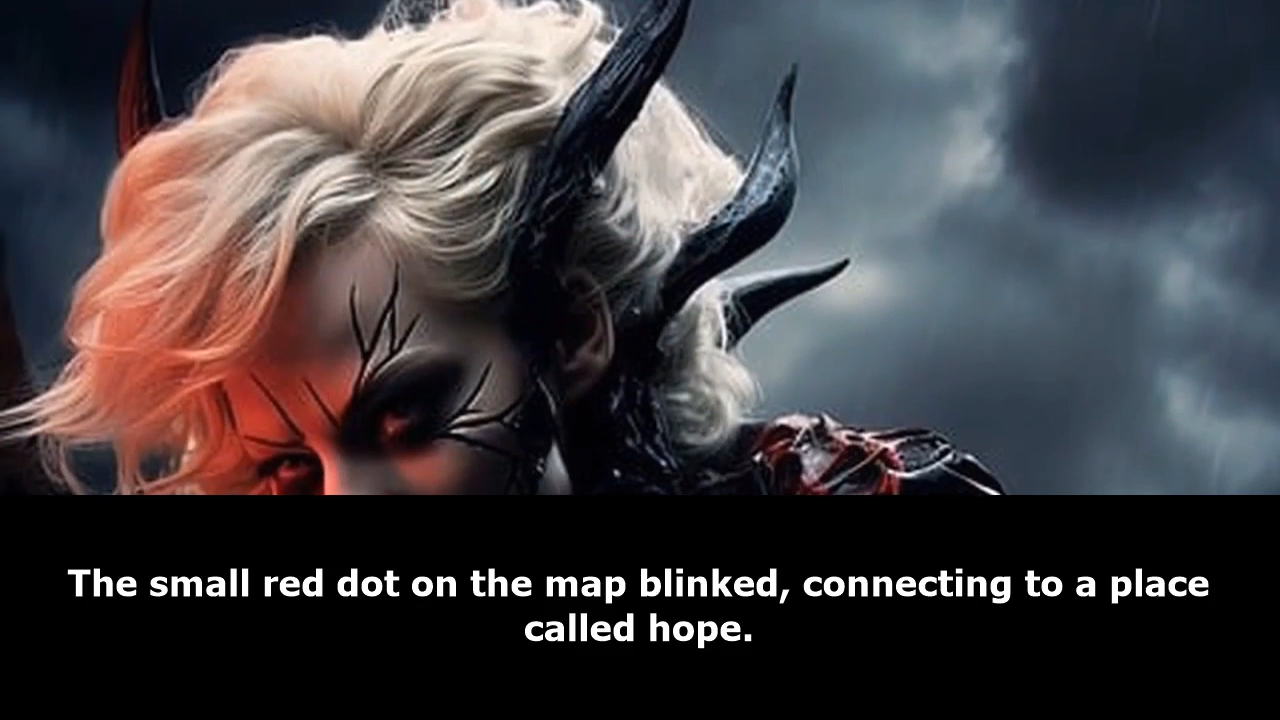 The small red dot on the map blinked, connecting to a place
called hope.